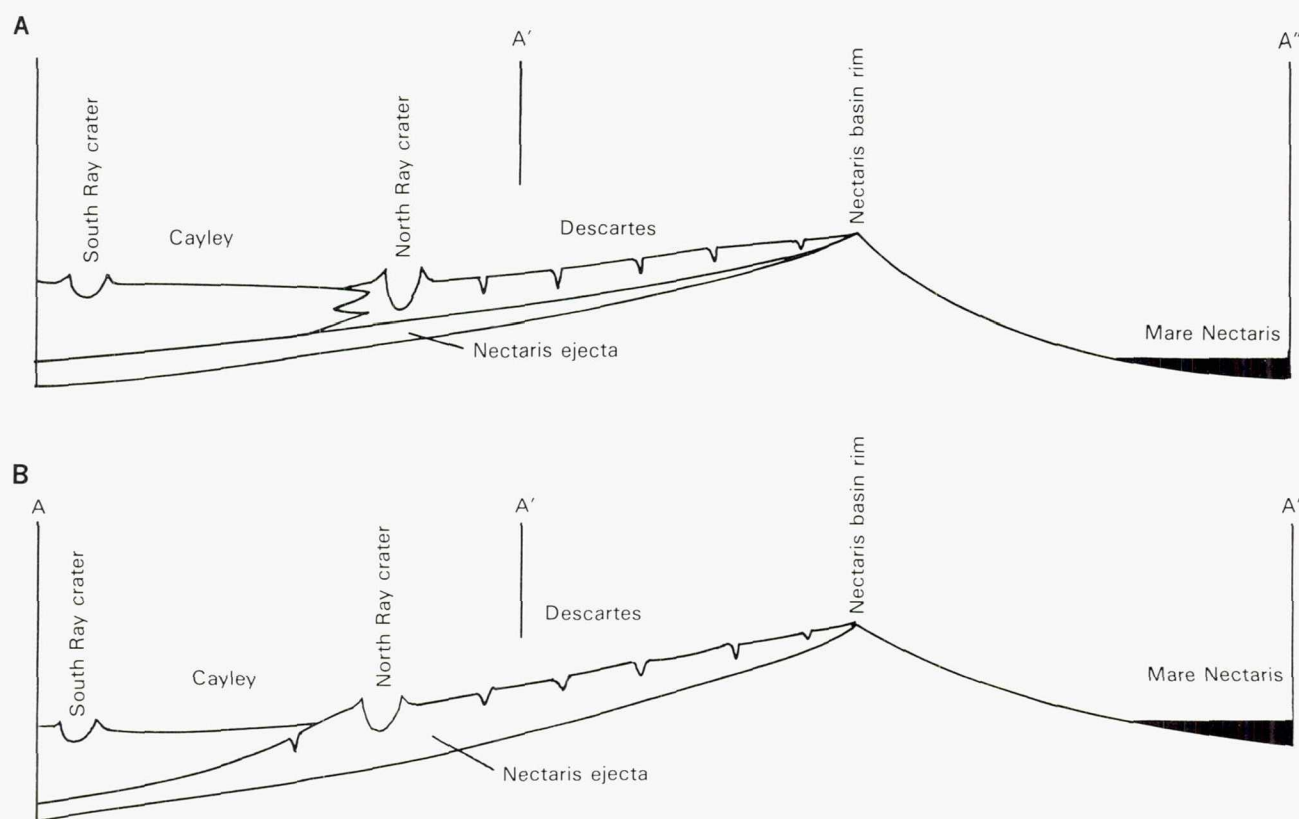 A
A′
A″
South Ray crater
Cayley
North Ray crater
Descartes
Nectaris basin rim
Mare Nectaris
Nectaris ejecta
B
A
A′
A′
South Ray crater
Cayley
North Ray crater
Descartes
Nectaris basin rim
Mare Nectaris
Nectaris ejecta